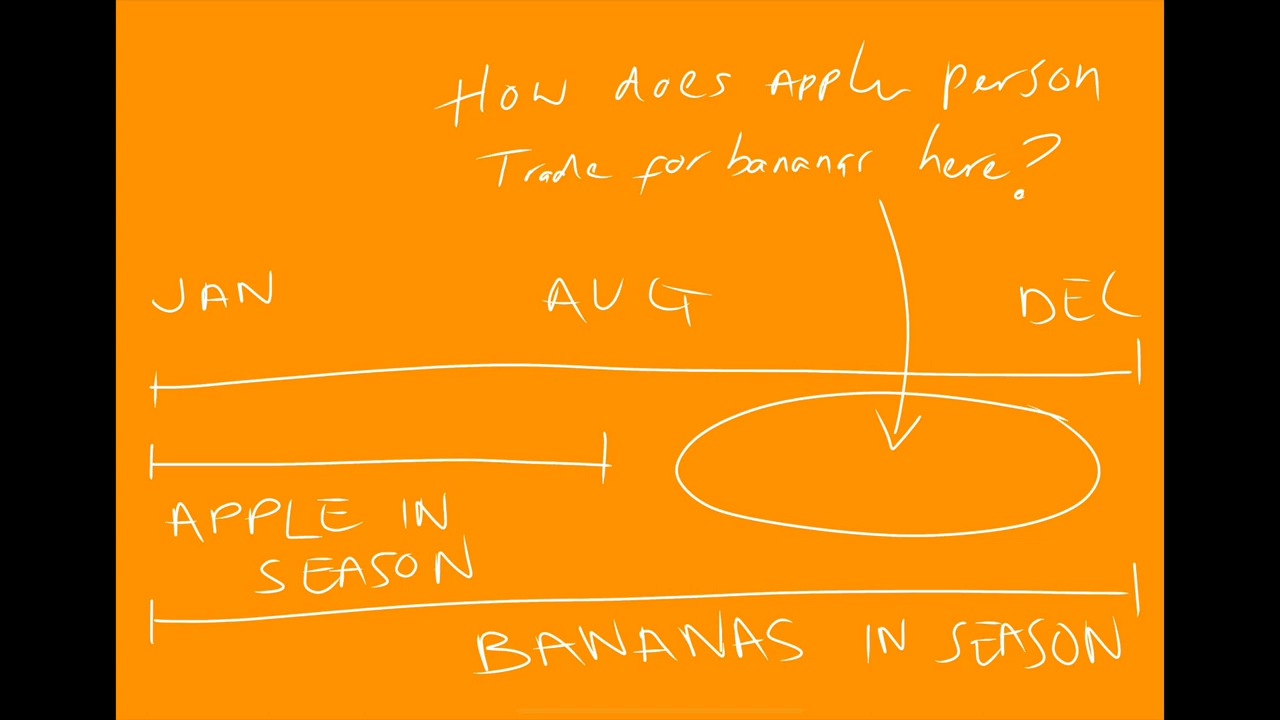 How does apple person
Trade for bananas here?
JAN AUG DEC
APPLE IN
SEASON
BANANAS IN SEASON